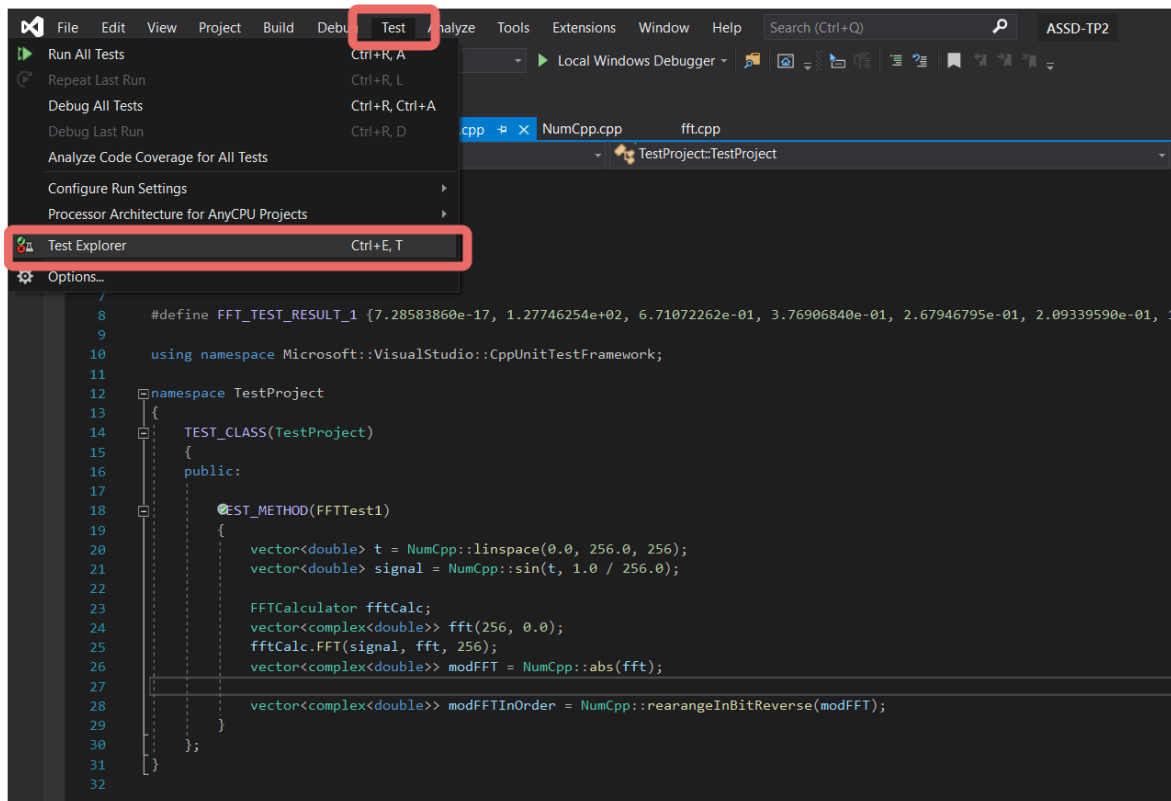 File Edit View Project Build Debu Test Analyze Tools Extensions Window Help Search (Ctrl+Q) ASSD-TP2
Run All Tests Ctrl+R, A
Local Windows Debugger
Repeat Last Run Ctrl+R, L
Debug All Tests Ctrl+R, Ctrl+A
Debug Last Run Ctrl+R, D
.cpp NumCpp.cpp fft.cpp
Analyze Code Coverage for All Tests
TestProject::TestProject
Configure Run Settings
Processor Architecture for AnyCPU Projects
Test Explorer Ctrl+E, T
Options...
7
8 #define FFT_TEST_RESULT_1 {7.28583860e-17, 1.27746254e+02, 6.71072262e-01, 3.76906840e-01, 2.67946795e-01, 2.09339590e-01,
9
10 using namespace Microsoft::VisualStudio::CppUnitTestFramework;
11
12 namespace TestProject
13 {
14 TEST_CLASS(TestProject)
15 {
16 public:
17
18 EST_METHOD(FFTTest1)
19 {
20 vector<double> t = NumCpp::linspace(0.0, 256.0, 256);
21 vector<double> signal = NumCpp::sin(t, 1.0 / 256.0);
22
23 FFTCalculator fftCalc;
24 vector<complex<double>> fft(256, 0.0);
25 fftCalc.FFT(signal, fft, 256);
26 vector<complex<double>> modFFT = NumCpp::abs(fft);
27
28 vector<complex<double>> modFFTInOrder = NumCpp::rearangeInBitReverse(modFFT);
29 }
30 };
31 }
32